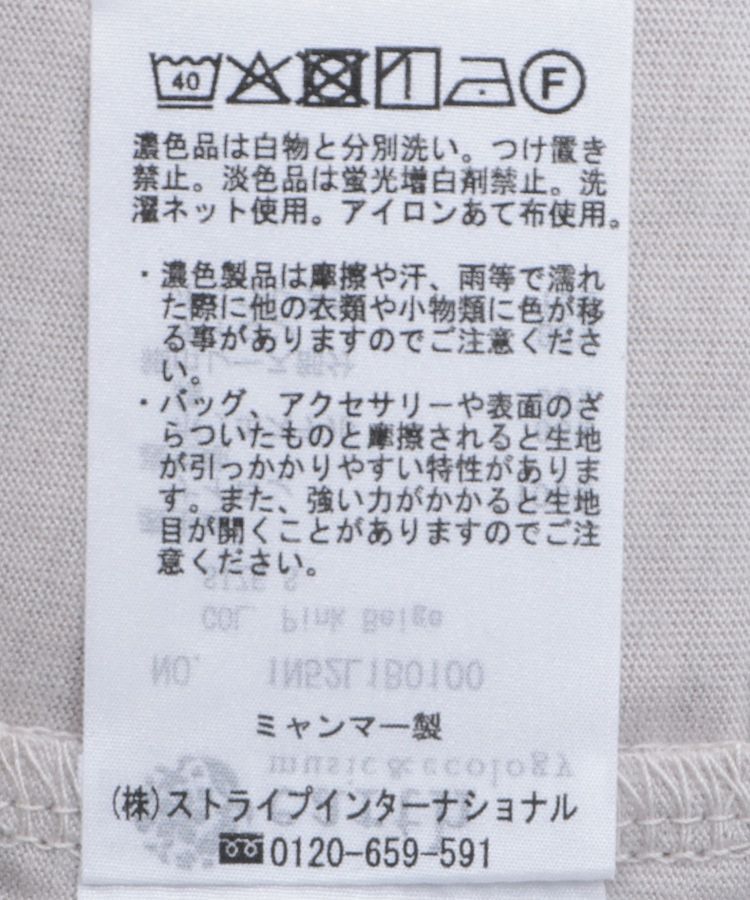 40 F
濃色品は白物と分別洗い。つけ置き
禁止。淡色品は蛍光増白剤禁止。洗
濯ネット使用。アイロンあて布使用。
・濃色製品は摩擦や汗、雨等で濡れ
た際に他の衣類や小物類に色が移
る事がありますのでご注意くださ
い。
・バッグ、アクセサリーや表面のざ
らついたものと摩擦されると生地
が引っかかりやすい特性がありま
す。また、強い力がかかると生地
目が開くことがありますのでご注
意ください。
SIZE S
COL. Pink Beige
NO. 1N52L1B0100
ミャンマー製
music&ecology
earth
(株)ストライプインターナショナル
0120-659-591